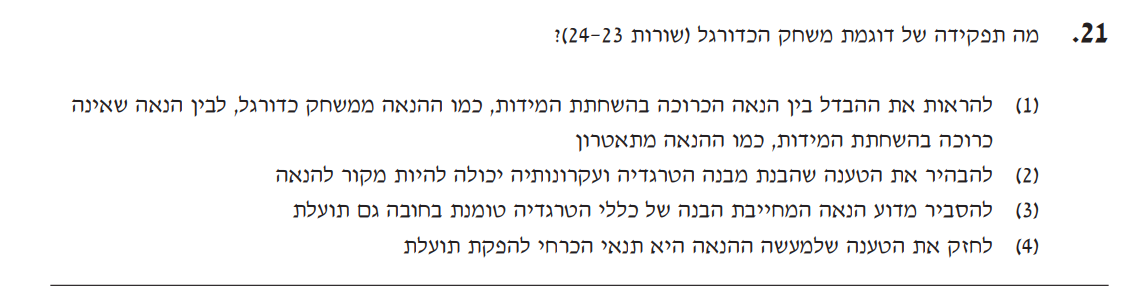 21. מה תפקידה של דוגמת משחק הכדורגל (שורות 24-23)?
(1) להראות את ההבדל בין הנאה הכרוכה בהשחתת המידות, כמו ההנאה ממשחק כדורגל, לבין הנאה שאינה
כרוכה בהשחתת המידות, כמו ההנאה מתאטרון
(2) להבהיר את הטענה שהבנת מבנה הטרגדיה ועקרונותיה יכולה להיות מקור להנאה
(3) להסביר מדוע הנאה המחייבת הבנה של כללי הטרגדיה טומנת בחובה גם תועלת
(4) לחזק את הטענה שלמעשה ההנאה היא תנאי הכרחי להפקת תועלת